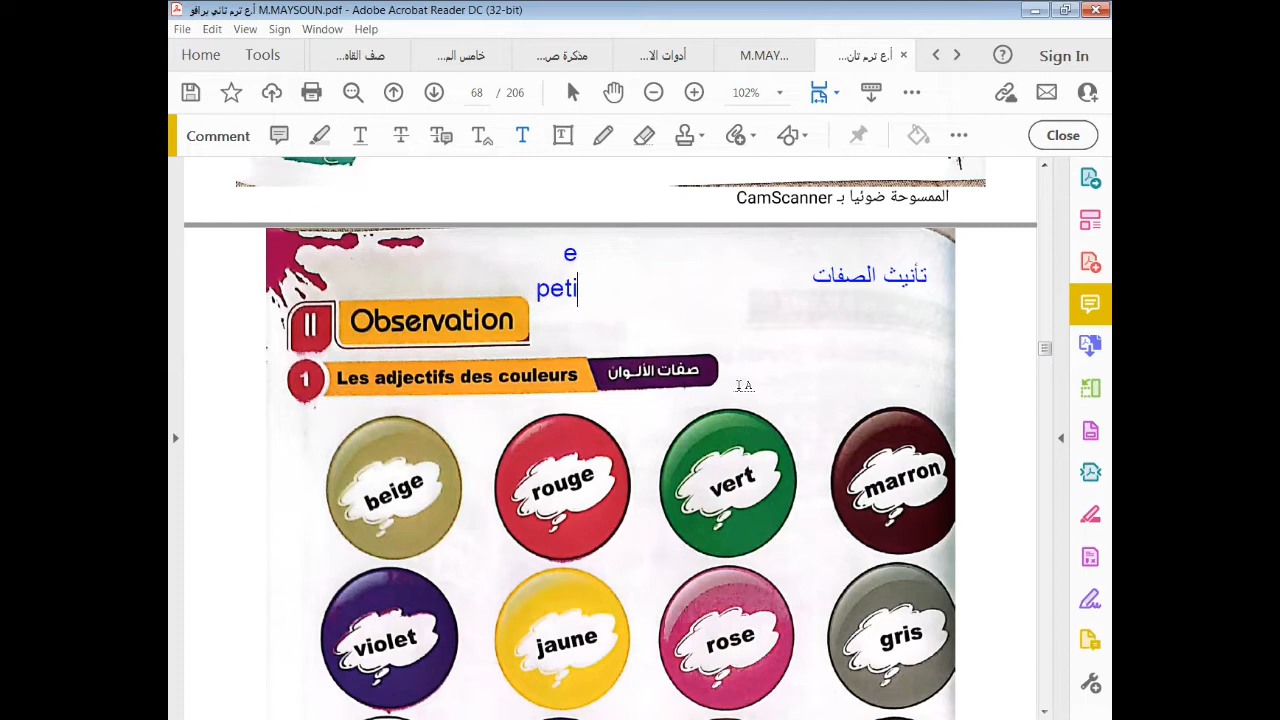 أ.ع ترم تاني برافو M.MAYSOUN.pdf - Adobe Acrobat Reader DC (32-bit)
File Edit View Sign Window Help
Home Tools صف القاه... خامس الم... مذكرة ص... أدوات الا... M.MAY... أ.ع ترم تان... Sign In
68 / 206 102%
Comment Close
الممسوحة ضوئيا بـ CamScanner
e
تأنيث الصفات
peti
II Observation
1 Les adjectifs des couleurs صفات الألـوان
beige rouge vert marron
violet jaune rose gris